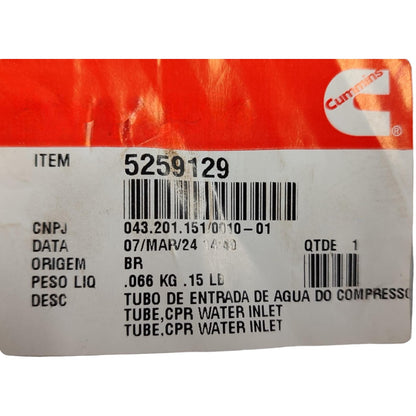 Cummins
®
ITEM 5259129
CNPJ 043.201.151/0010-01
DATA 07/MAR/24 14:40 QTDE 1
ORIGEM BR
PESO LIQ .066 KG .15 LB
DESC TUBO DE ENTRADA DE AGUA DO COMPRESSO
TUBE,CPR WATER INLET
TUBE,CPR WATER INLET